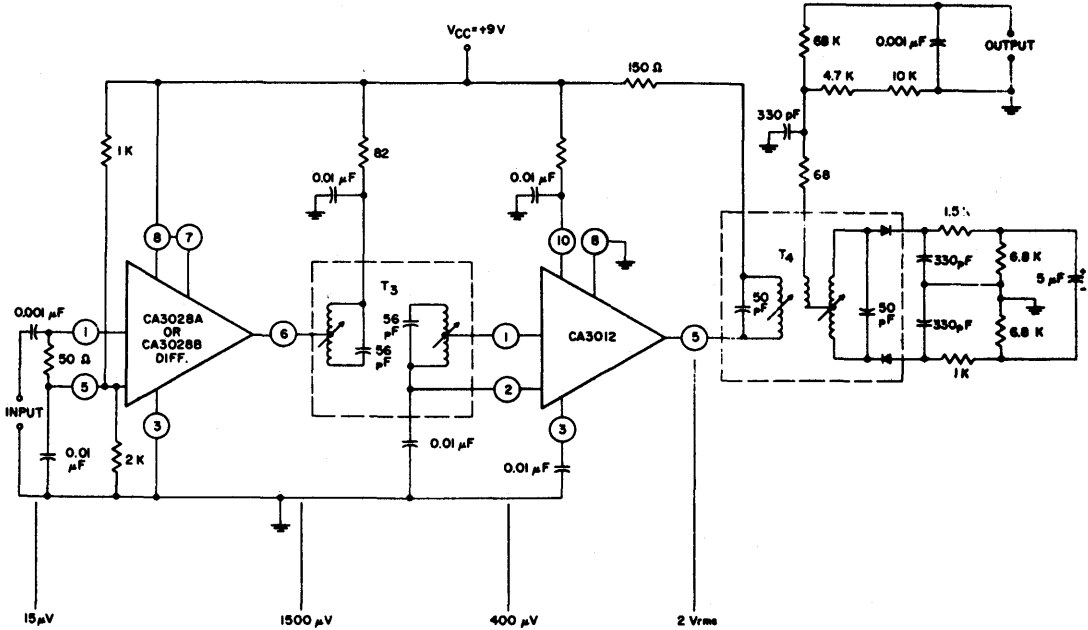 VCC=+9V
150 Ω
68 K
0.001 µF
OUTPUT
4.7 K
10 K
330 pF
68
1 K
82
0.01 µF
0.01 µF
8
7
10
8
T3
T4
1.5
6.8 K
330pF
5 µF
+
-
330pF
6.8 K
1 K
50 pF
50 pF
0.001 µF
1
50 Ω
5
CA3028A
OR
CA3028B
DIFF.
6
56 pF
56 pF
1
2
CA3012
5
3
3
INPUT
0.01
µF
2 K
0.01 µF
0.01 µF
15µV
1500 µV
400 µV
2 Vrms